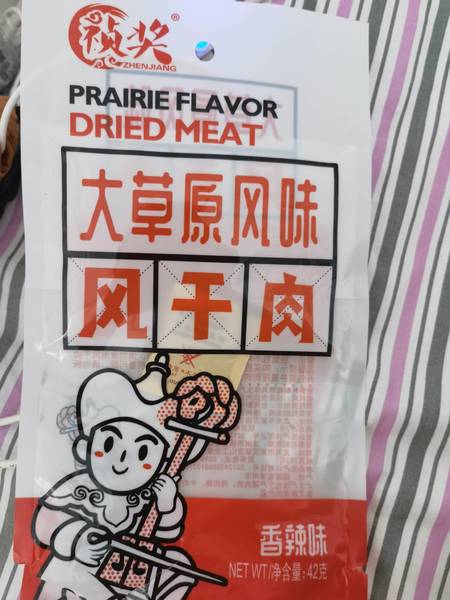 祯奖®
ZHENJIANG
PRAIRIE FLAVOR
DRIED MEAT
大草原风味
风干肉
香辣味
NET WT/净含量:42克